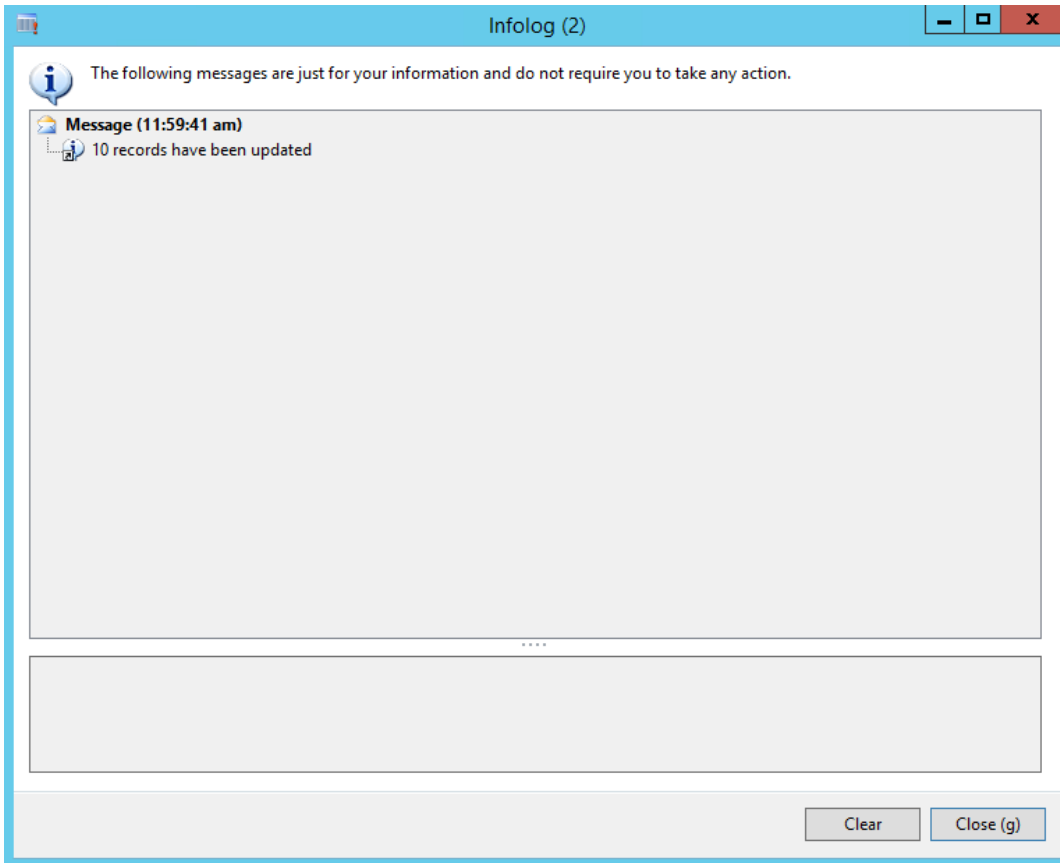 Infolog (2)
The following messages are just for your information and do not require you to take any action.
Message (11:59:41 am)
10 records have been updated
Clear
Close (g)